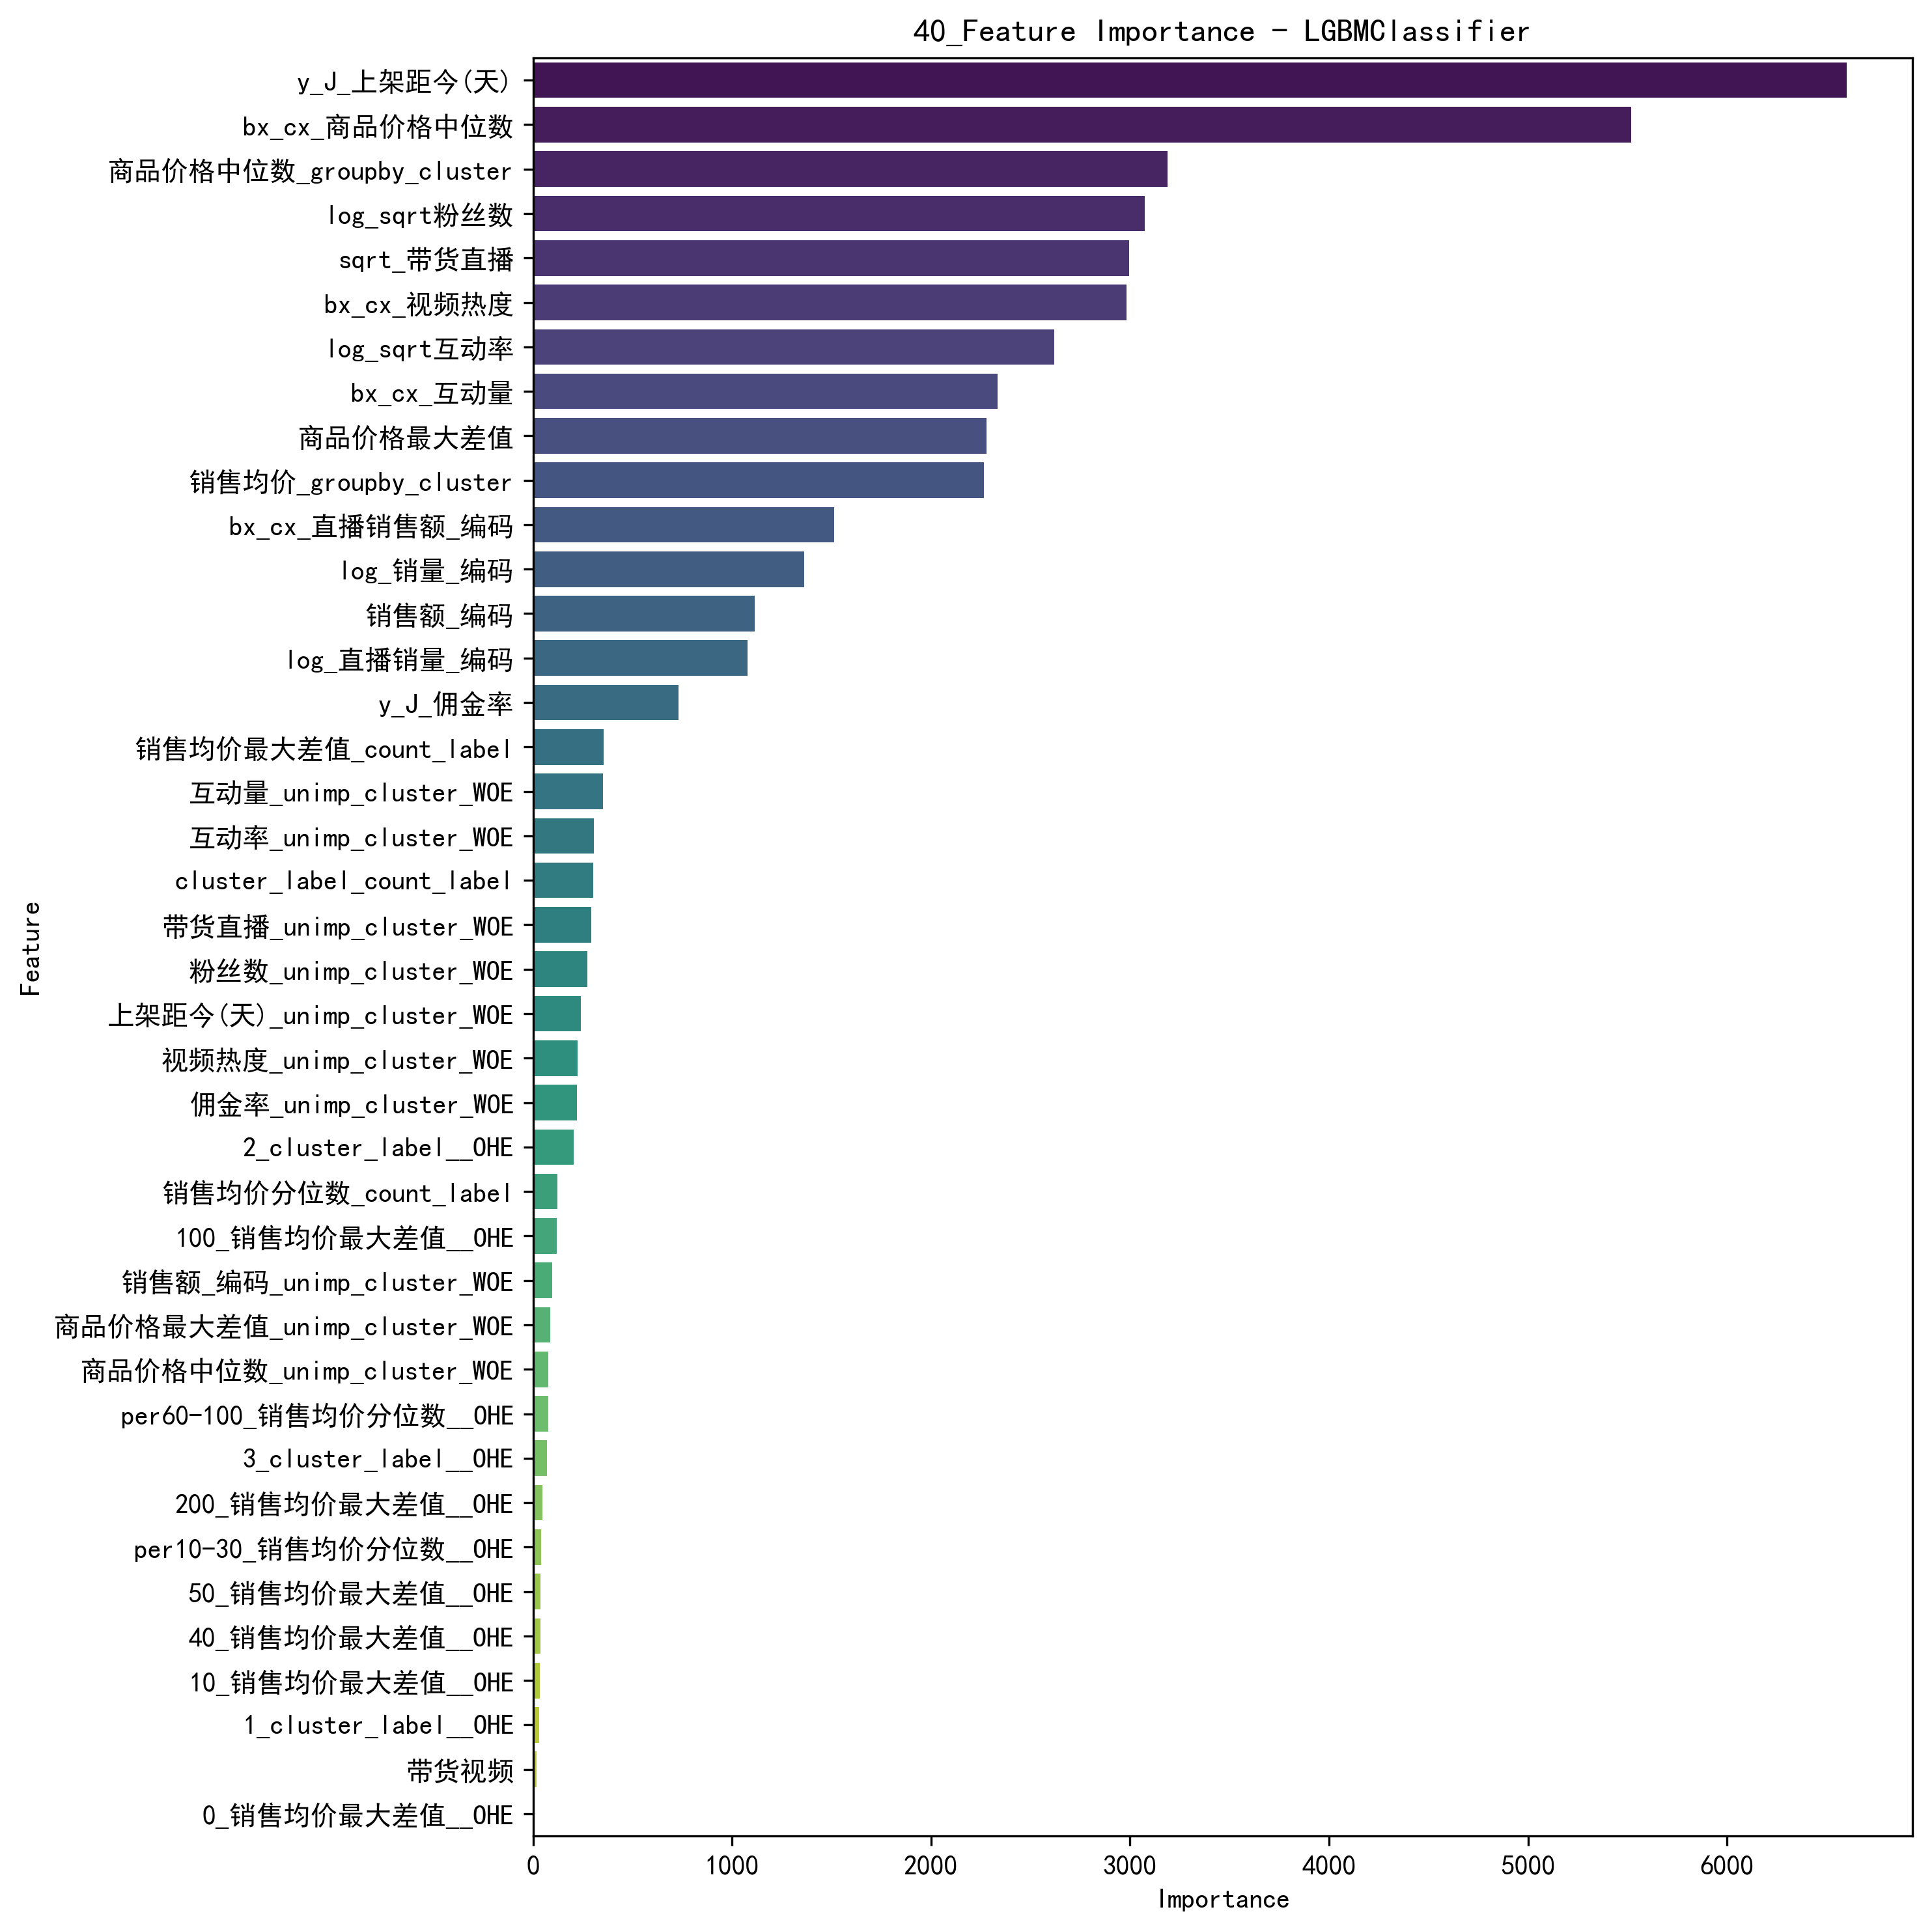 40_Feature Importance - LGBMClassifier
y_J_上架距今(天)
bx_cx_商品价格中位数
商品价格中位数_groupby_cluster
log_sqrt粉丝数
sqrt_带货直播
bx_cx_视频热度
log_sqrt互动率
bx_cx_互动量
商品价格最大差值
销售均价_groupby_cluster
bx_cx_直播销售额_编码
log_销量_编码
销售额_编码
log_直播销量_编码
y_J_佣金率
销售均价最大差值_count_label
互动量_unimp_cluster_WOE
互动率_unimp_cluster_WOE
cluster_label_count_label
带货直播_unimp_cluster_WOE
粉丝数_unimp_cluster_WOE
上架距今(天)_unimp_cluster_WOE
视频热度_unimp_cluster_WOE
佣金率_unimp_cluster_WOE
2_cluster_label__OHE
销售均价分位数_count_label
100_销售均价最大差值__OHE
销售额_编码_unimp_cluster_WOE
商品价格最大差值_unimp_cluster_WOE
商品价格中位数_unimp_cluster_WOE
per60-100_销售均价分位数__OHE
3_cluster_label__OHE
200_销售均价最大差值__OHE
per10-30_销售均价分位数__OHE
50_销售均价最大差值__OHE
40_销售均价最大差值__OHE
10_销售均价最大差值__OHE
1_cluster_label__OHE
带货视频
0_销售均价最大差值__OHE
Feature
0 1000 2000 3000 4000 5000 6000
Importance